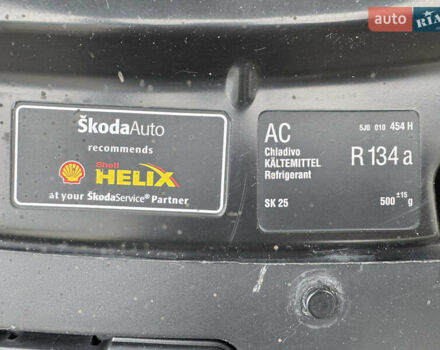 auto RIA
ŠkodaAuto
recommends
Shell
HELIX
at your ŠkodaService® Partner
AC
5J0 010 454 H
Chladivo
KÄLTEMITTEL
Refrigerant
R 134 a
SK 25
500 ±15 g